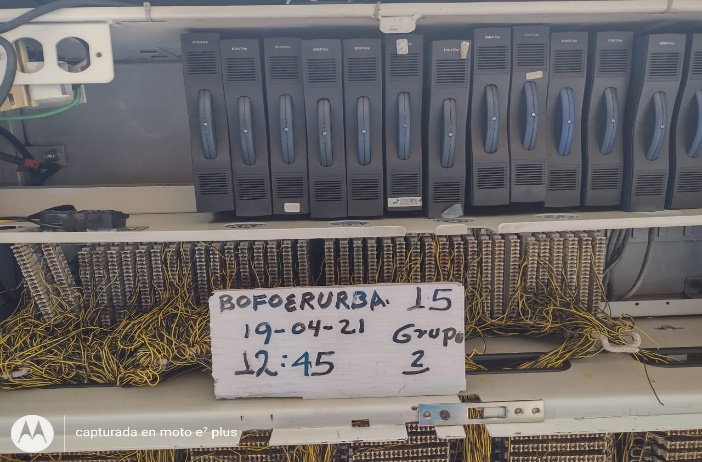 BOFOERURBA. 15
19-04-21 Grupo
12:45 2
capturada en moto e⁷ plus